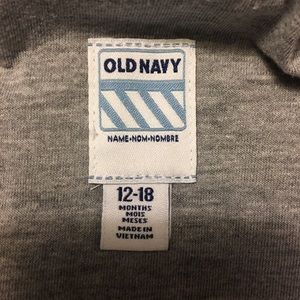 OLD NAVY
NAME•NOM•NOMBRE
12-18
MONTHS
MOIS
MESES
MADE IN
VIETNAM